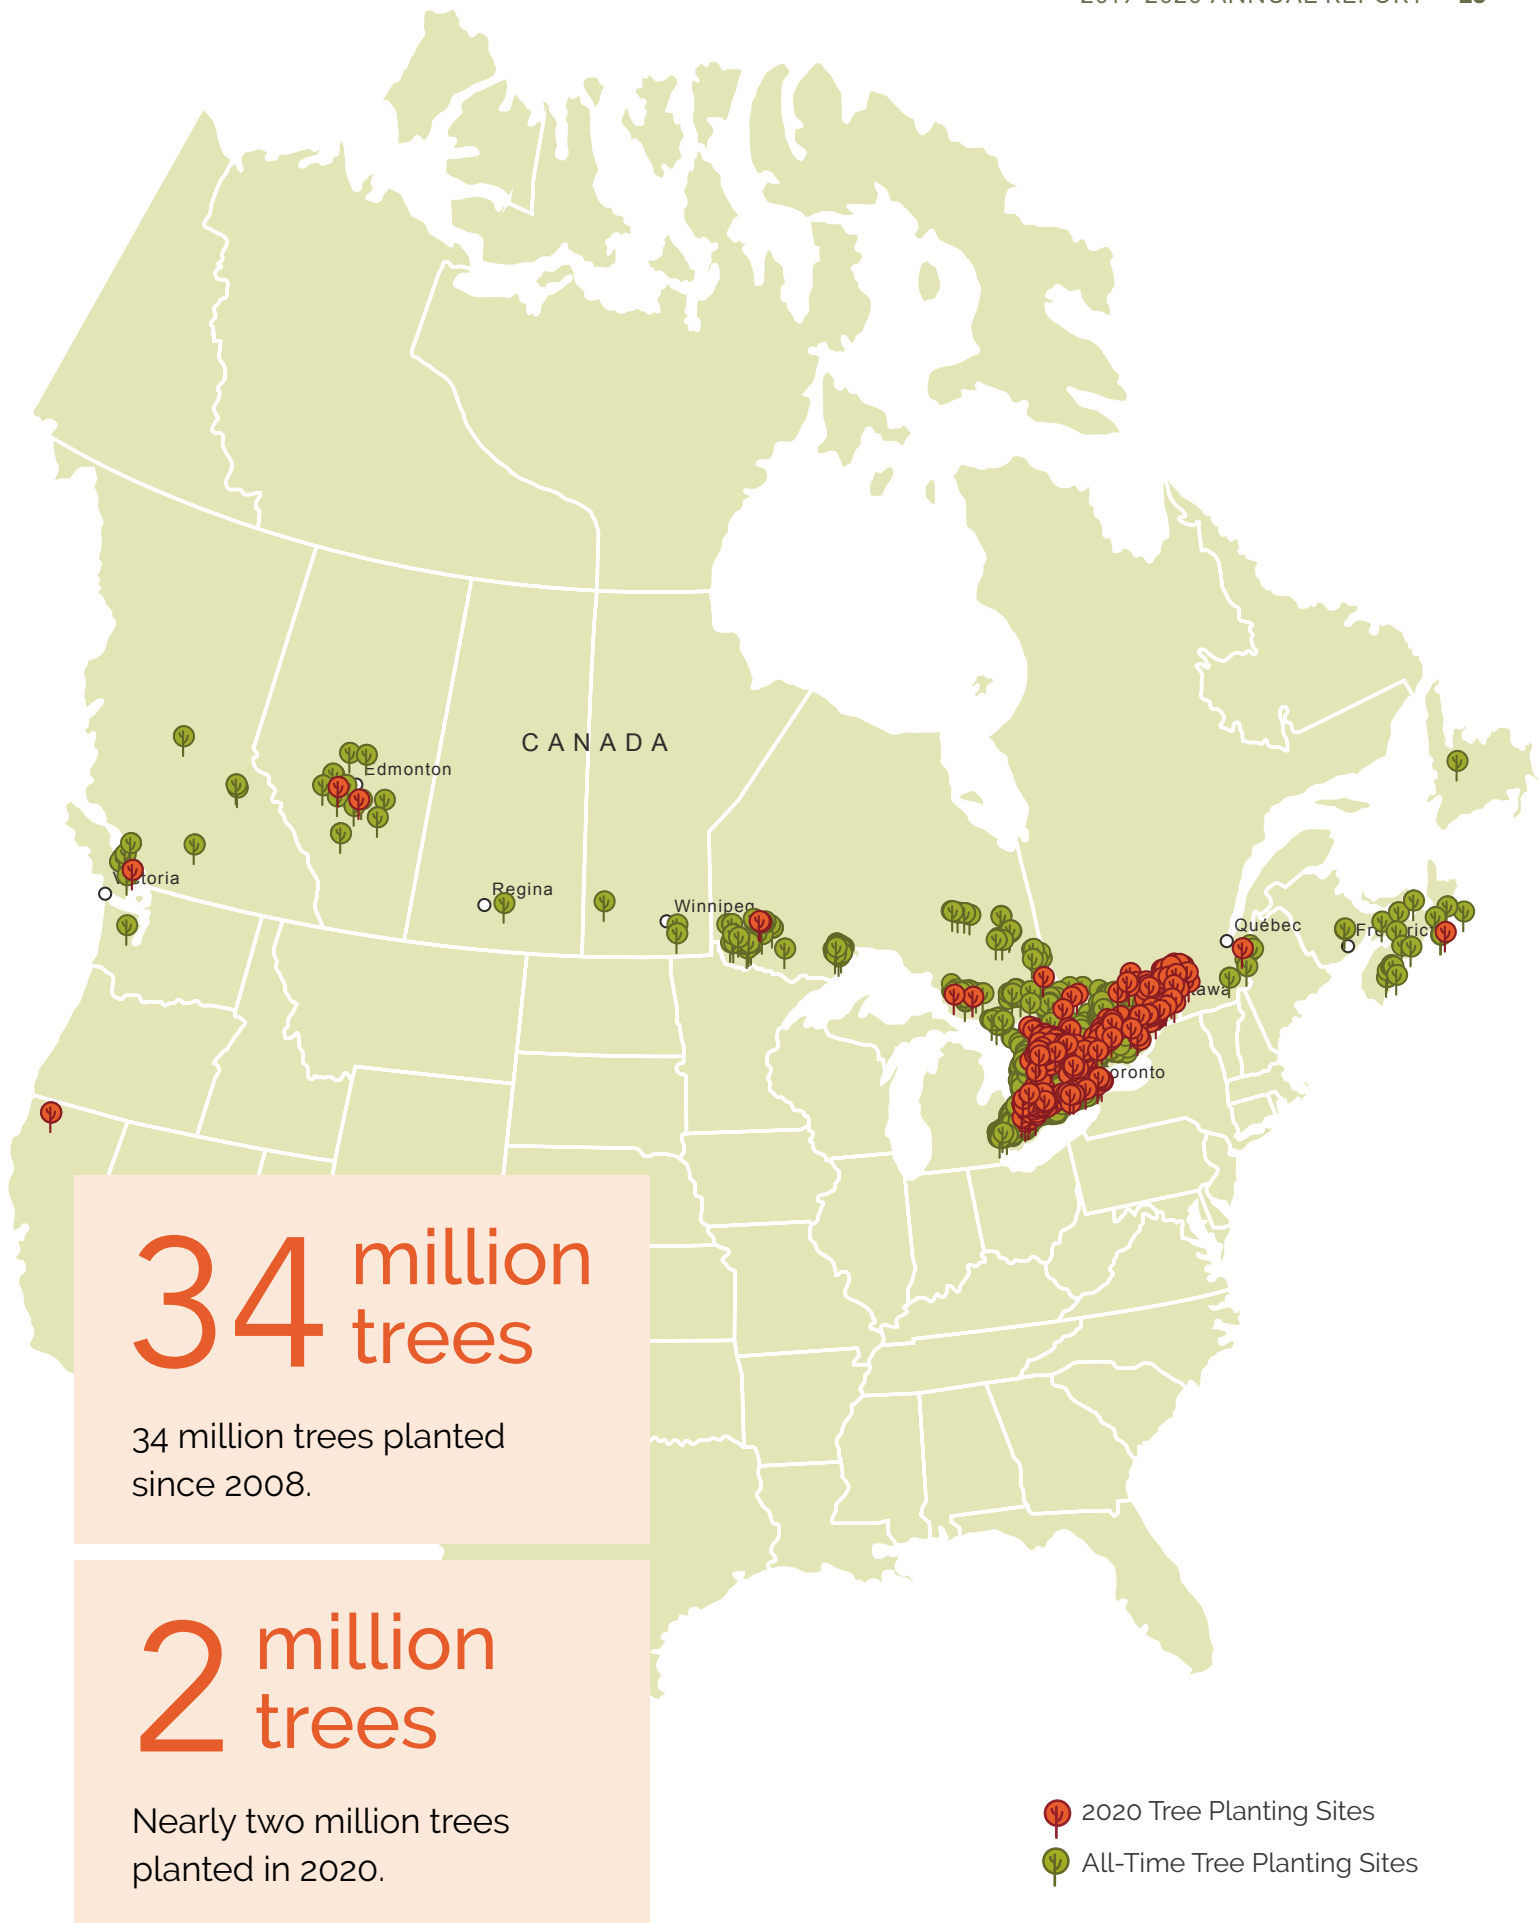 CANADA
Edmonton
Regina
Winnipeg
Québec
34 million
trees
34 million trees planted
since 2008.
2 million
trees
Nearly two million trees
planted in 2020.
2020 Tree Planting Sites
All-Time Tree Planting Sites